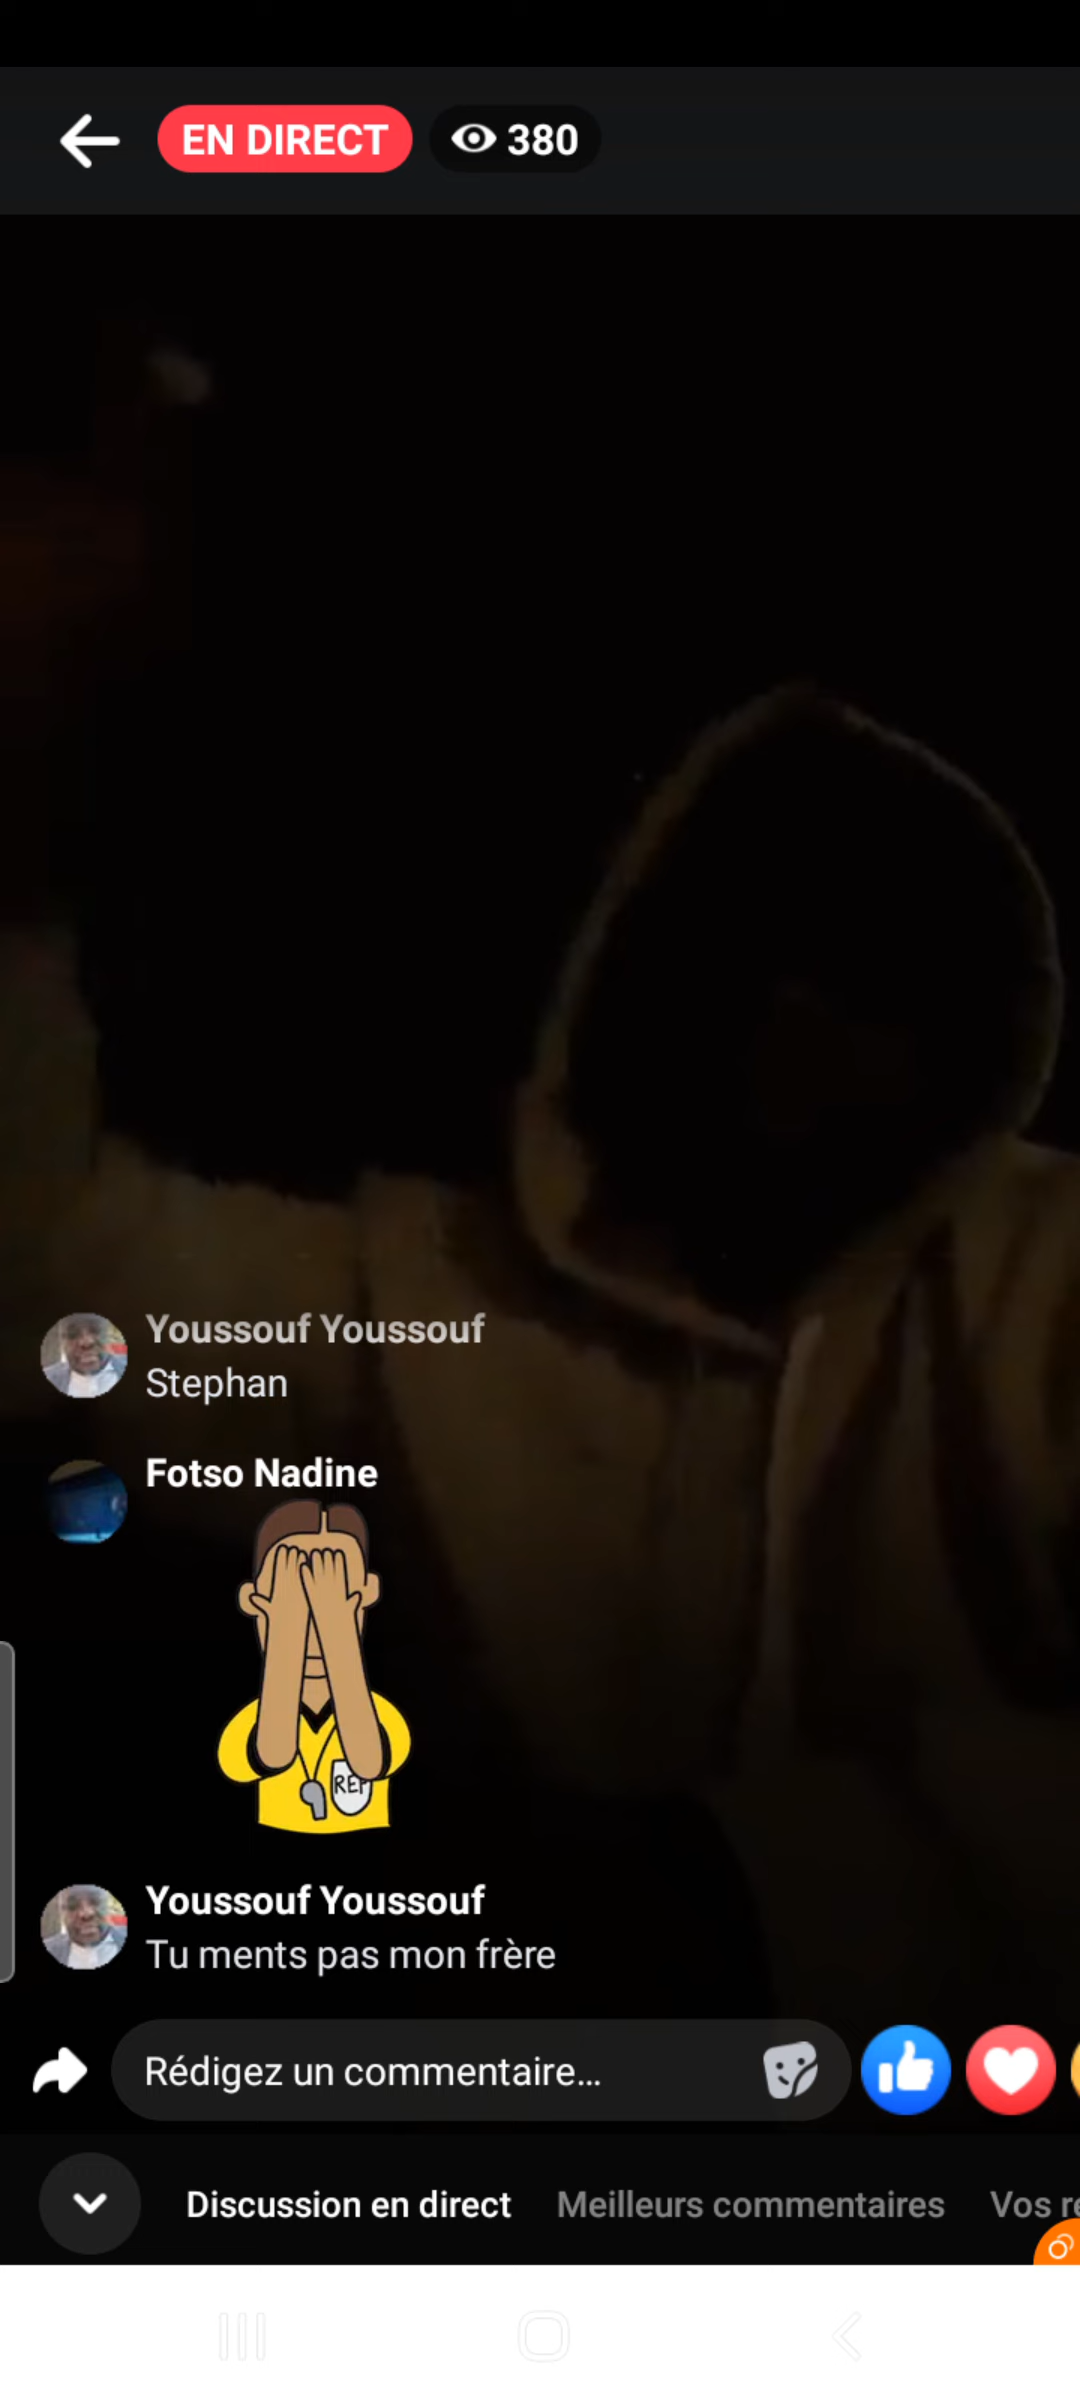 EN DIRECT 380
Youssouf Youssouf
Stephan
Fotso Nadine
REF
Youssouf Youssouf
Tu ments pas mon frère
Rédigez un commentaire...
Discussion en direct Meilleurs commentaires Vos